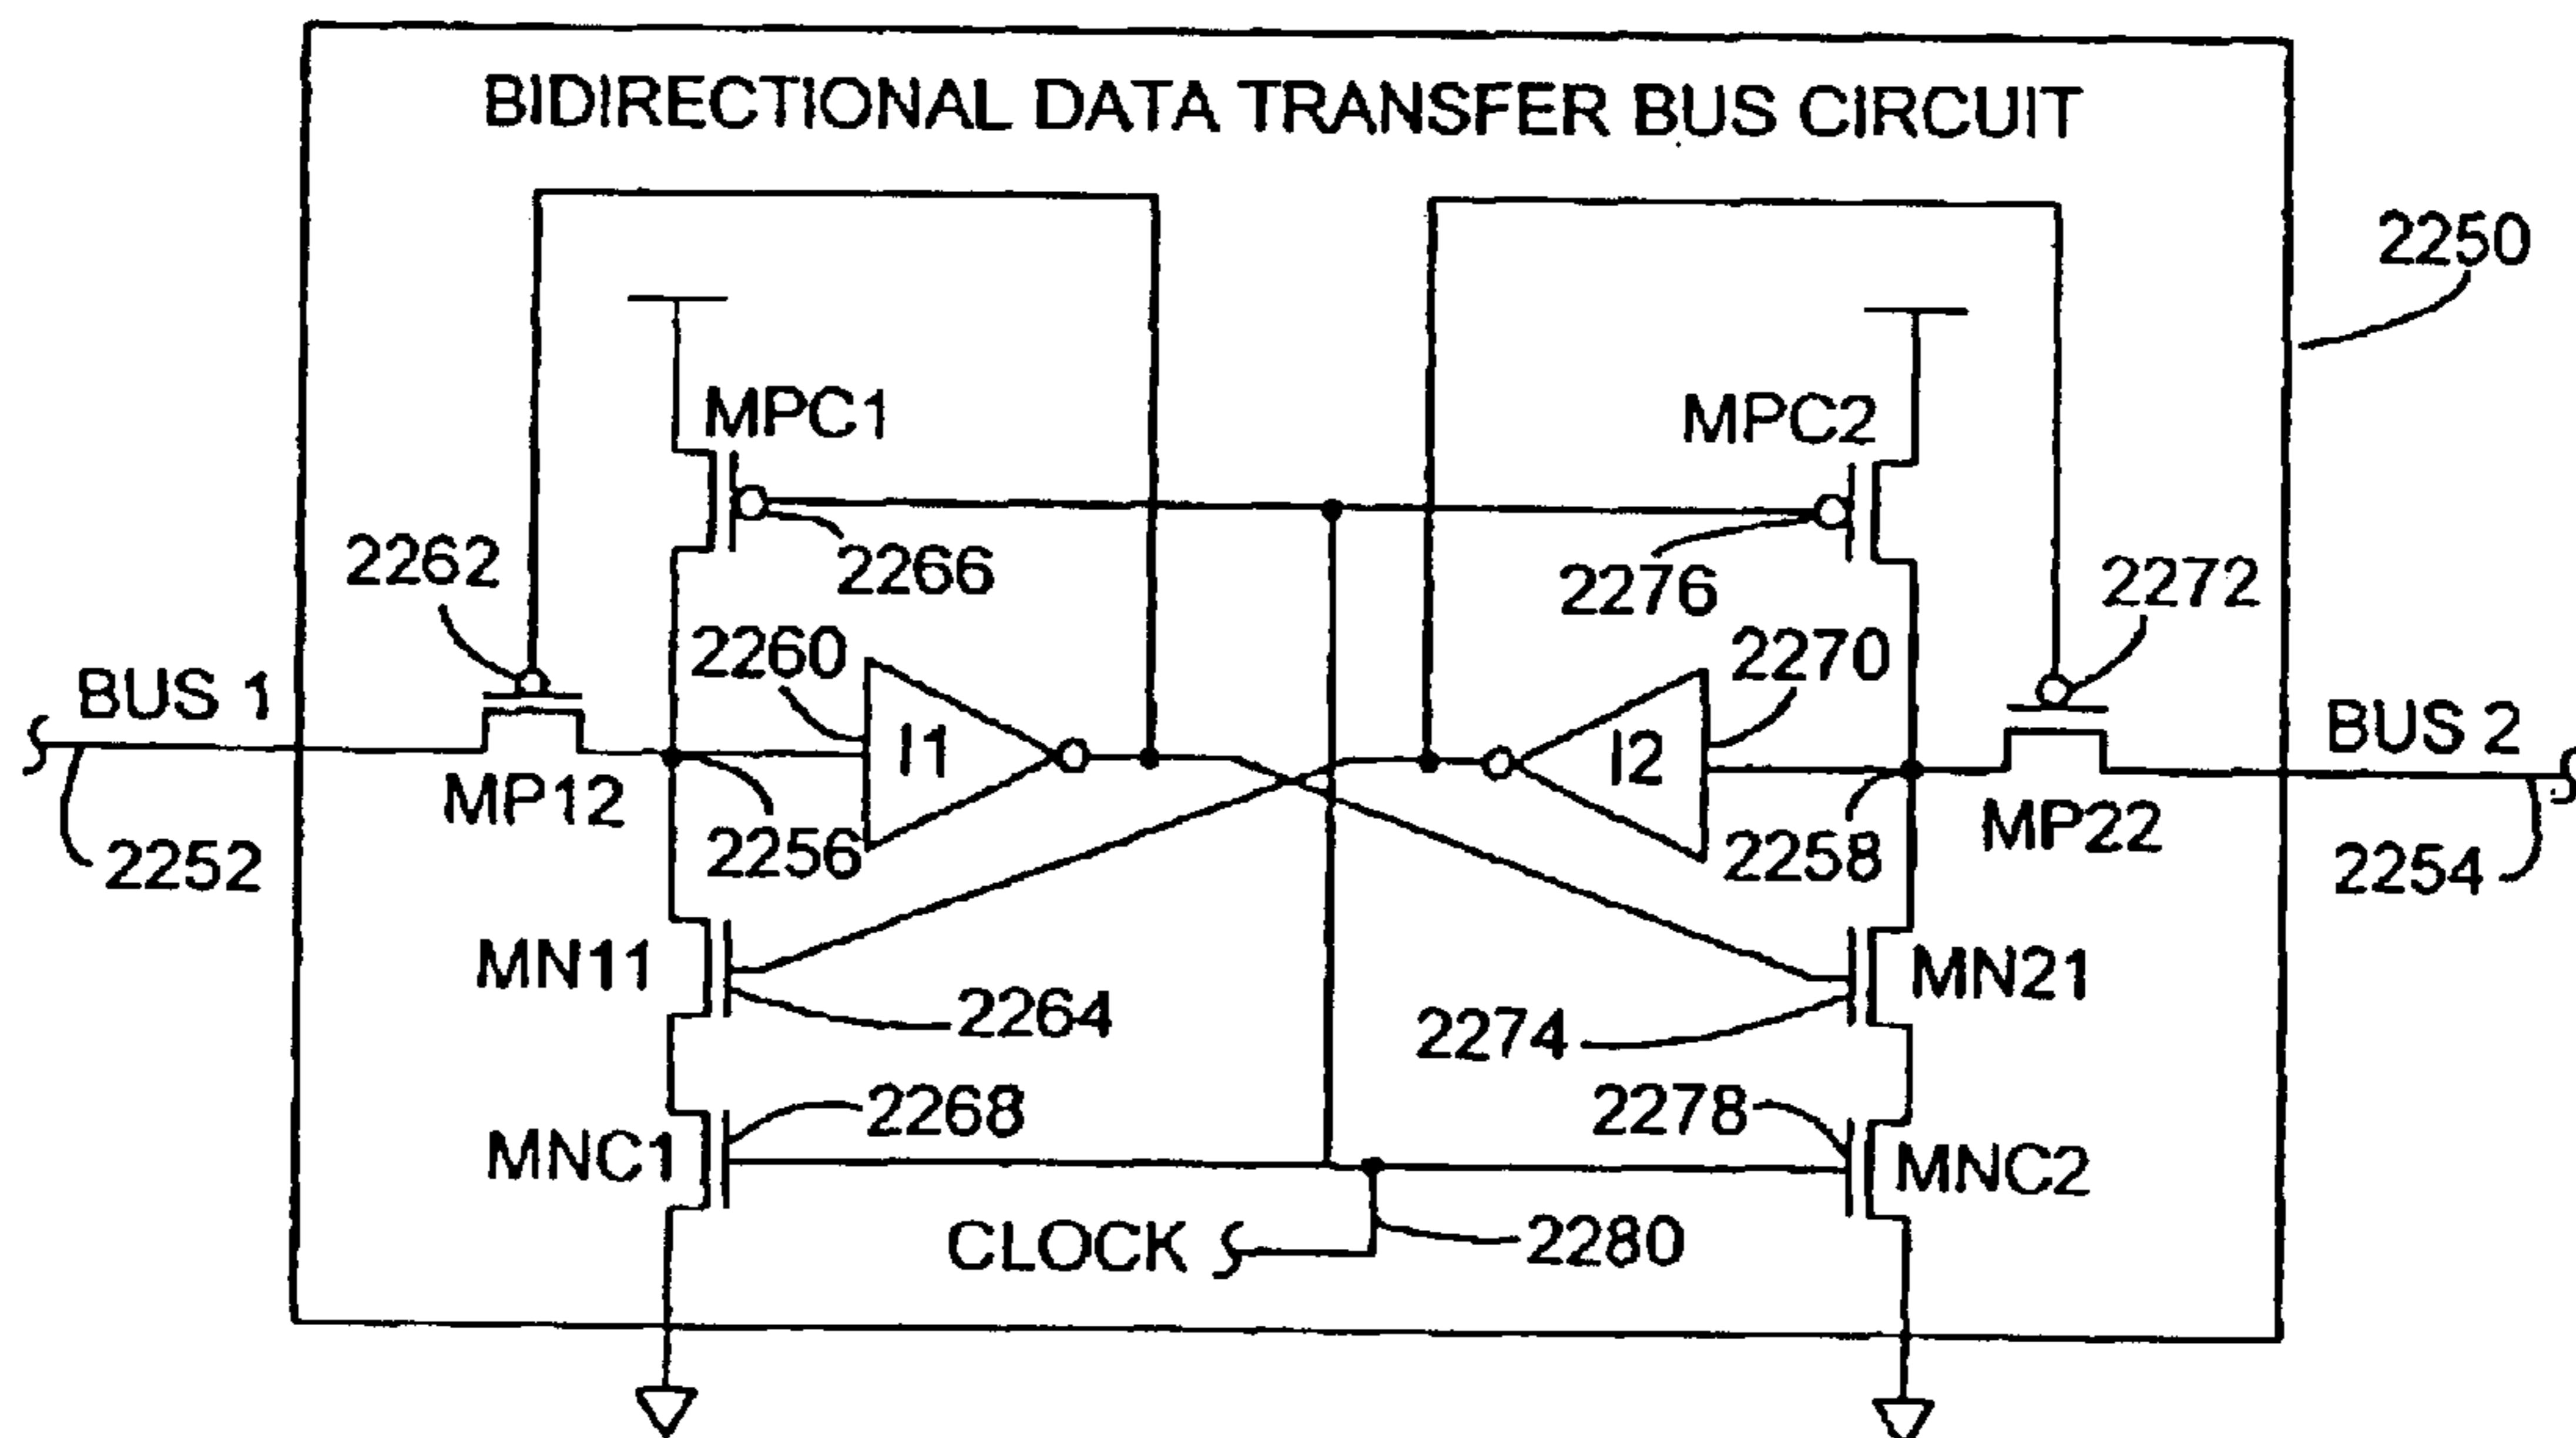 BIDIRECTIONAL DATA TRANSFER BUS CIRCUIT
2250
MPC1
MPC2
2262
2266
2276
2272
BUS 1
2260
I1
I2
2270
BUS 2
MP12
2256
2258
MP22
2252
2254
MN11
2264
2274
MN21
MNC1
2268
2278
MNC2
CLOCK
2280